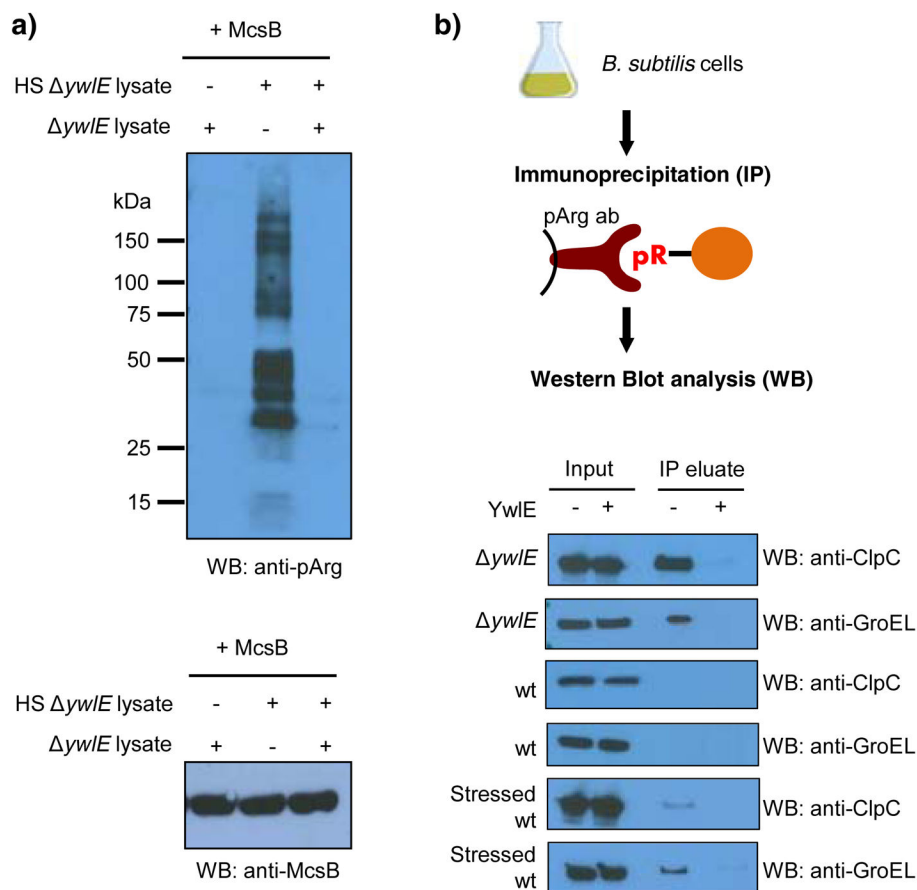 a)
+ McsB
HS ΔywlE lysate - + +
ΔywlE lysate + - +
kDa
150
100
75
50
25
15
WB: anti-pArg
+ McsB
HS ΔywlE lysate - + +
ΔywlE lysate + - +
WB: anti-McsB
b)
B. subtilis cells
Immunoprecipitation (IP)
pArg ab
pR
Western Blot analysis (WB)
Input IP eluate
YwlE - + - +
ΔywlE WB: anti-ClpC
ΔywlE WB: anti-GroEL
wt WB: anti-ClpC
wt WB: anti-GroEL
Stressed
wt WB: anti-ClpC
Stressed
wt WB: anti-GroEL